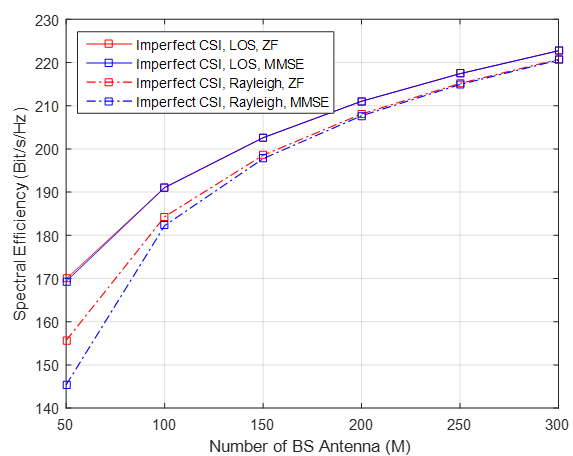 230
220
210
200
190
180
170
160
150
140
Spectral Efficiency (Bit/s/Hz)
Imperfect CSI, LOS, ZF
Imperfect CSI, LOS, MMSE
Imperfect CSI, Rayleigh, ZF
Imperfect CSI, Rayleigh, MMSE
50 100 150 200 250 300
Number of BS Antenna (M)